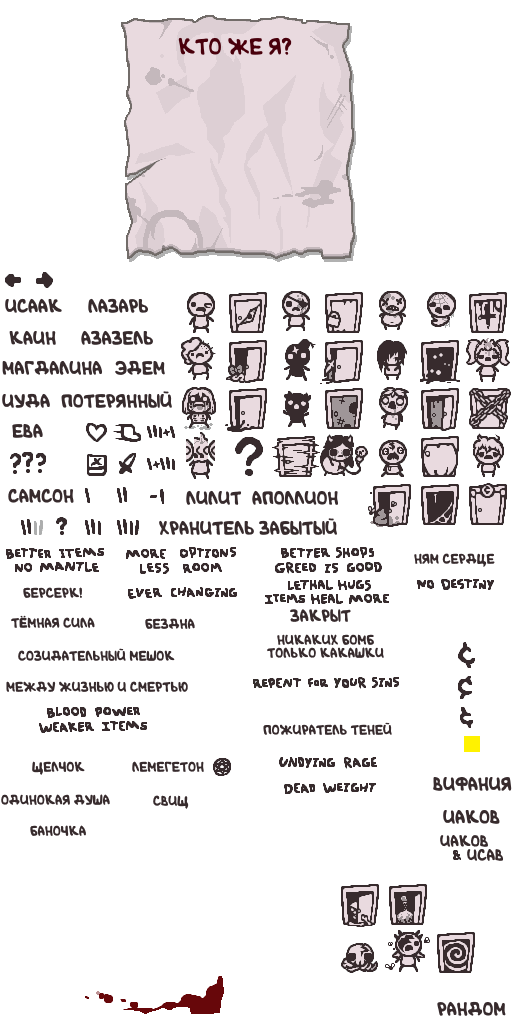 КТО ЖЕ Я?
ИСААК ЛАЗАРЬ
КАИН АЗАЗЕЛЬ
МАГДАЛИНА ЭДЕМ
ИУДА ПОТЕРЯННЫЙ
ЕВА
???
?
САМСОН
ЛИЛИТ АПОЛЛИОН
?
ХРАНИТЕЛЬ ЗАБЫТЫЙ
BETTER ITEMS
NO MANTLE
MORE OPTIONS
LESS ROOM
BETTER SHOPS
GREED IS GOOD
НЯМ СЕРДЦЕ
БЕРСЕРК!
EVER CHANGING
LETHAL HUGS
ITEMS HEAL MORE
NO DESTINY
ТЁМНАЯ СИЛА
БЕЗДНА
ЗАКРЫТ
НИКАКИХ БОМБ
ТОЛЬКО КАКАШКИ
СОЗИДАТЕЛЬНЫЙ МЕШОК
¢
МЕЖДУ ЖИЗНЬЮ И СМЕРТЬЮ
REPENT FOR YOUR SINS
¢
BLOOD POWER
WEAKER ITEMS
¢
ПОЖИРАТЕЛЬ ТЕНЕЙ
ЩЕЛЧОК
ЛЕМЕГЕТОН
UNDYING RAGE
DEAD WEIGHT
ВИФАНИЯ
ОДИНОКАЯ ДУША
СВИЩ
ИАКОВ
БАНОЧКА
ИАКОВ
& ИСАВ
РАНДОМ